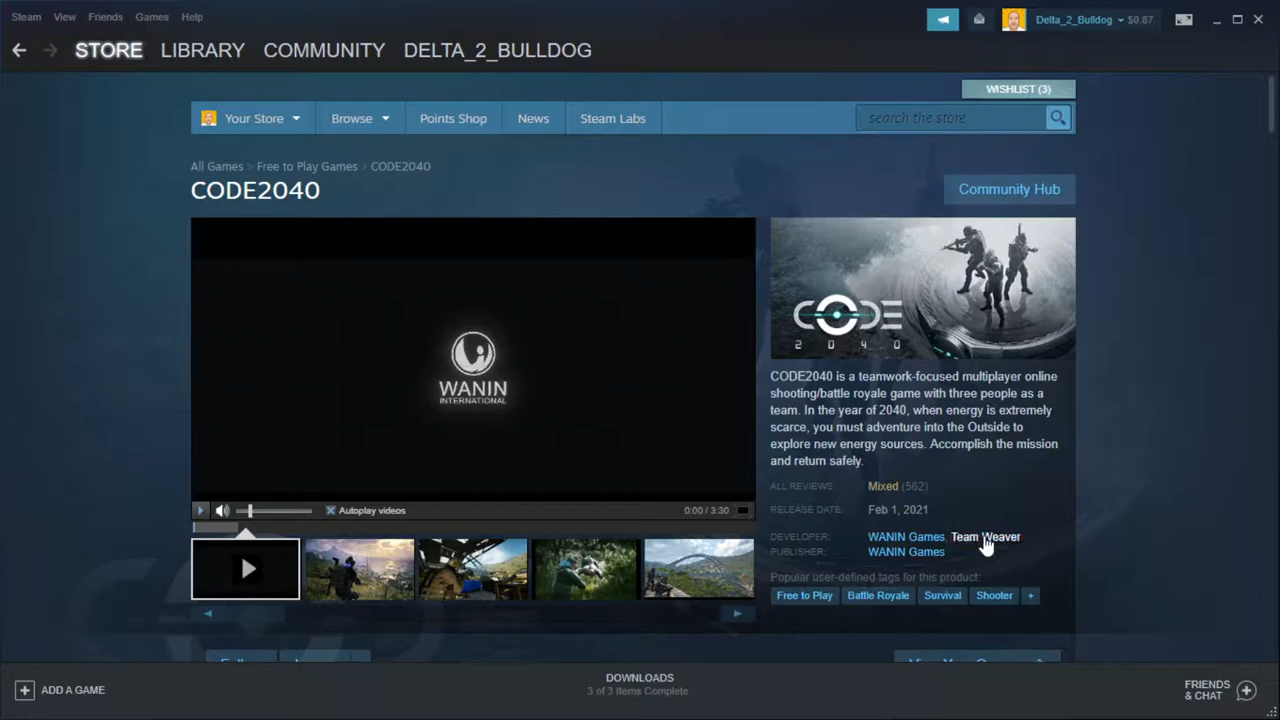 Steam View Friends Games Help
Delta_2_Bulldog $0.87
STORE LIBRARY COMMUNITY DELTA_2_BULLDOG
WISHLIST (3)
Your Store Browse Points Shop News Steam Labs search the store
All Games > Free to Play Games > CODE2040
CODE2040
Community Hub
WANIN
INTERNATIONAL
CODE
2040
CODE2040 is a teamwork-focused multiplayer online
shooting/battle royale game with three people as a
team. In the year of 2040, when energy is extremely
scarce, you must adventure into the Outside to
explore new energy sources. Accomplish the mission
and return safely.
ALL REVIEWS: Mixed (562)
RELEASE DATE: Feb 1, 2021
DEVELOPER: WANIN Games, Team Weaver
PUBLISHER: WANIN Games
Autoplay videos 0:00 / 3:30
Popular user-defined tags for this product:
Free to Play Battle Royale Survival Shooter +
ADD A GAME
DOWNLOADS
3 of 3 Items Complete
FRIENDS
& CHAT